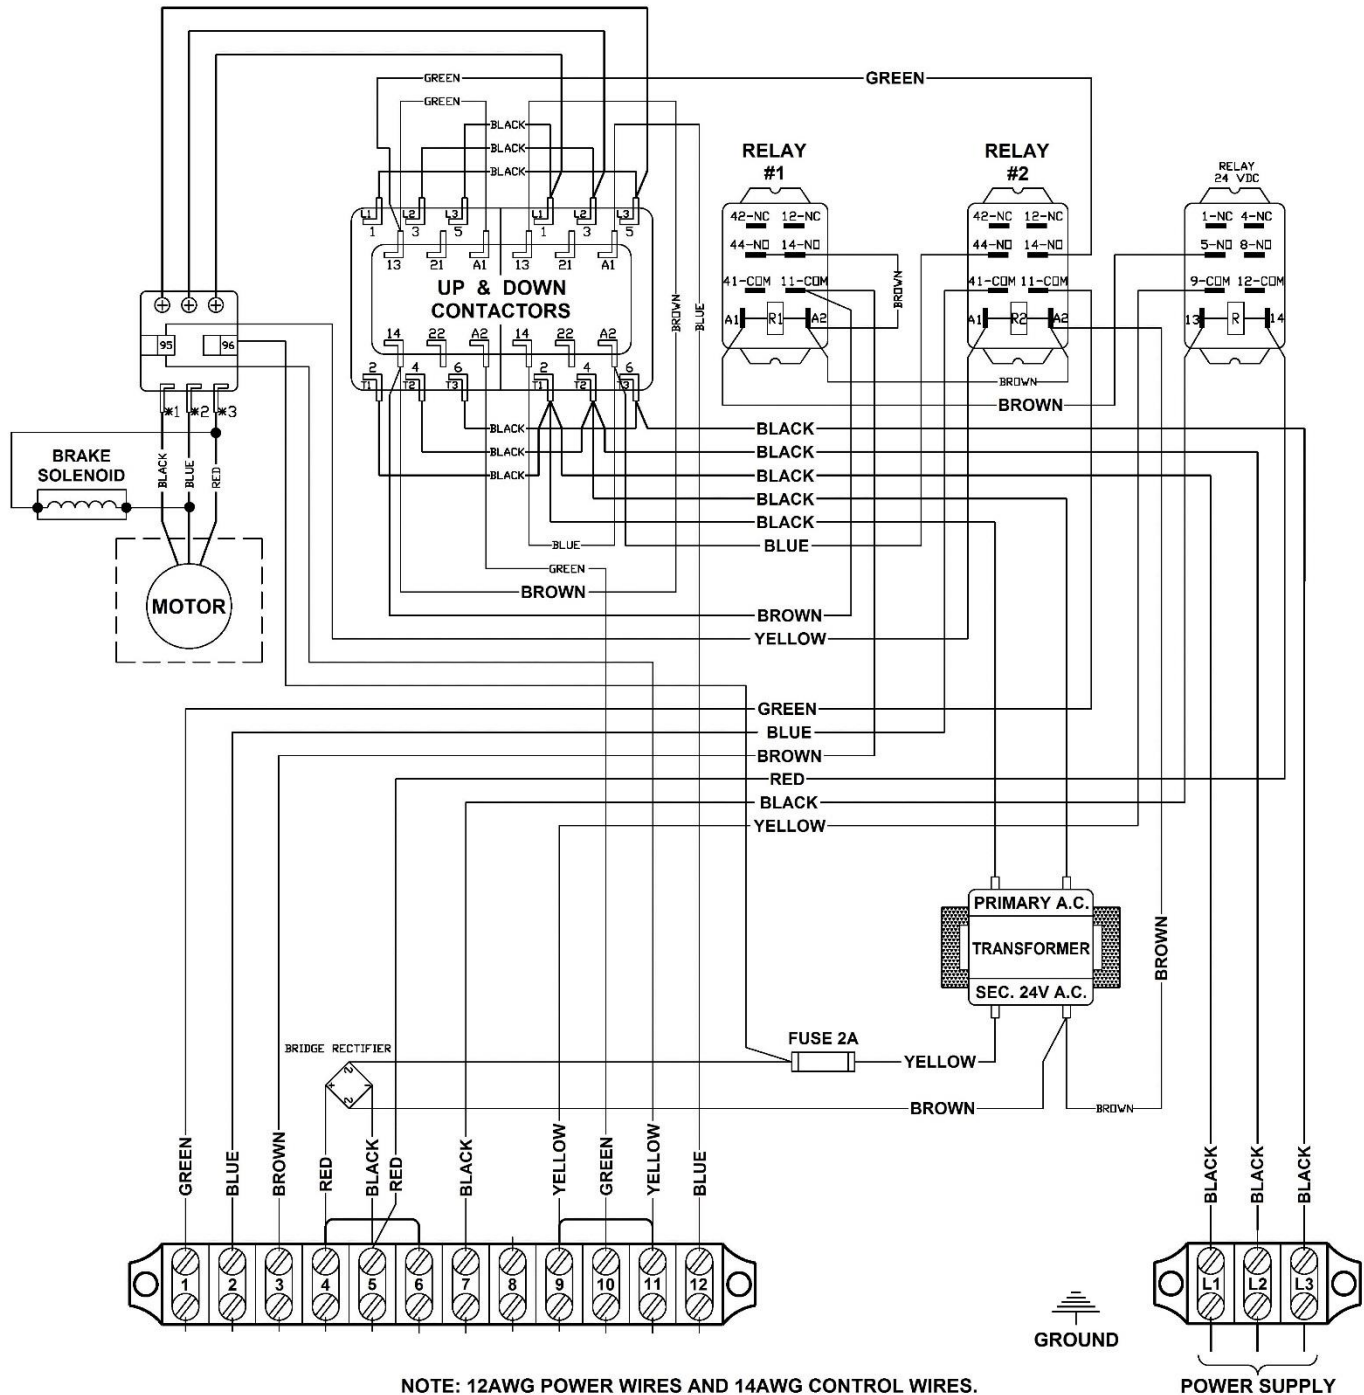 GREEN
GREEN
GREEN
BLACK
BLACK
BLACK
RELAY
#1
RELAY
#2
RELAY
24 VDC
L1 L2 L3 L1 L2 L3
1 3 5 1 3 5
13 21 A1 13 21 A1
UP & DOWN
CONTACTORS
14 22 A2 14 22 A2
2 4 6 2 4 6
T1 T2 T3 T1 T2 T3
BROWN
BLUE
42-NC 12-NC
44-NO 14-NO
41-COM 11-COM
A1 R1 A2
BROWN
42-NC 12-NC
44-NO 14-NO
41-COM 11-COM
A1 R2 A2
1-NC 4-NC
5-NO 8-NO
9-COM 12-COM
13 R 14
BROWN
BROWN
95 96
*1 *2 *3
BRAKE
SOLENOID
BLACK
BLUE
RED
MOTOR
BLACK
BLACK
BLACK
BLACK
BLACK
BLACK
BLACK
BLACK
BLUE
BLUE
GREEN
BROWN
BROWN
YELLOW
GREEN
BLUE
BROWN
RED
BLACK
YELLOW
PRIMARY A.C.
TRANSFORMER
SEC. 24V A.C.
BROWN
FUSE 2A
YELLOW
BROWN
BROWN
BRIDGE RECTIFIER
2
+ -
2
GREEN
BLUE
BROWN
RED
BLACK
RED
BLACK
YELLOW
GREEN
YELLOW
BLUE
BLACK
BLACK
BLACK
1 2 3 4 5 6 7 8 9 10 11 12
L1 L2 L3
GROUND
POWER SUPPLY
NOTE: 12AWG POWER WIRES AND 14AWG CONTROL WIRES.